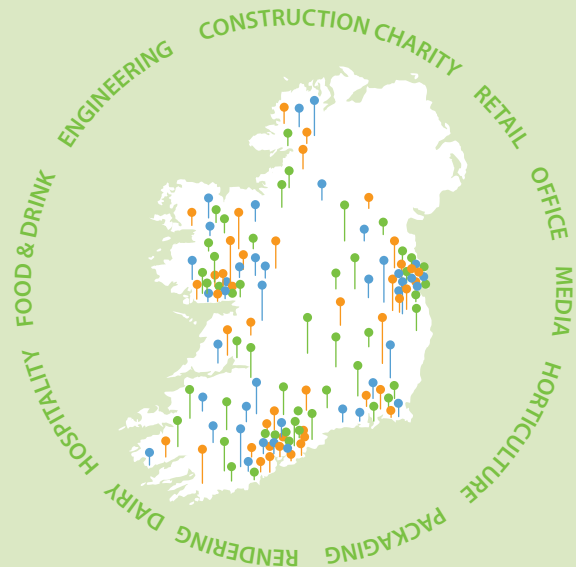 CONSTRUCTION
CHARITY
RETAIL
OFFICE
MEDIA
HORTICULTURE
PACKAGING
RENDERING
DAIRY
HOSPITALITY
FOOD & DRINK
ENGINEERING